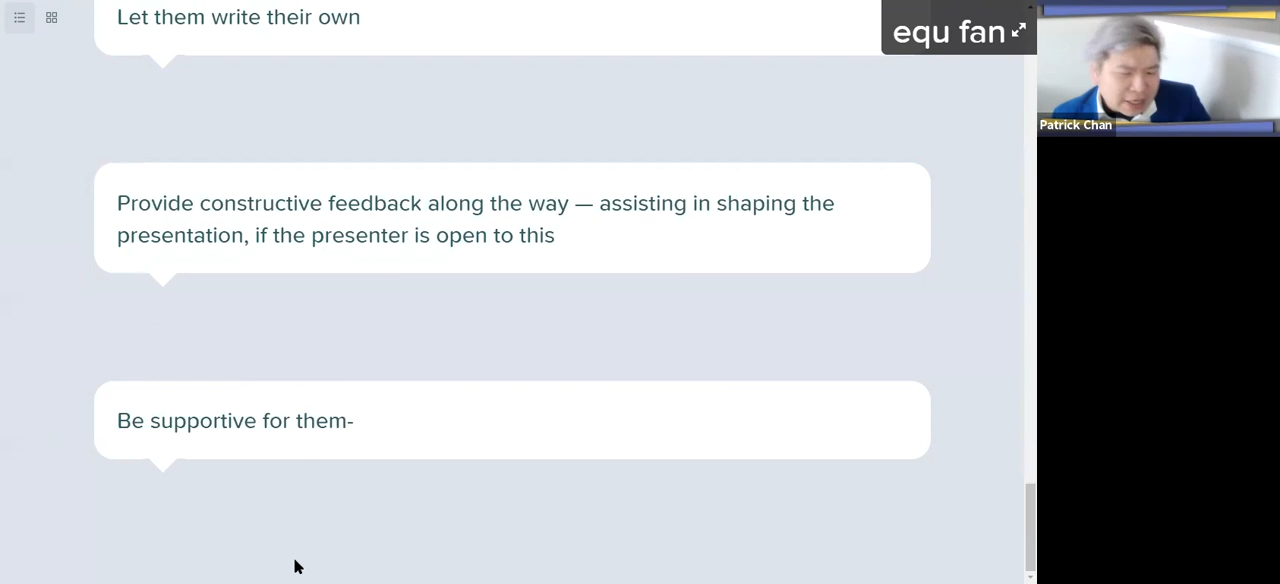 Let them write their own
equ fan
Patrick Chan
Provide constructive feedback along the way — assisting in shaping the
presentation, if the presenter is open to this
Be supportive for them-